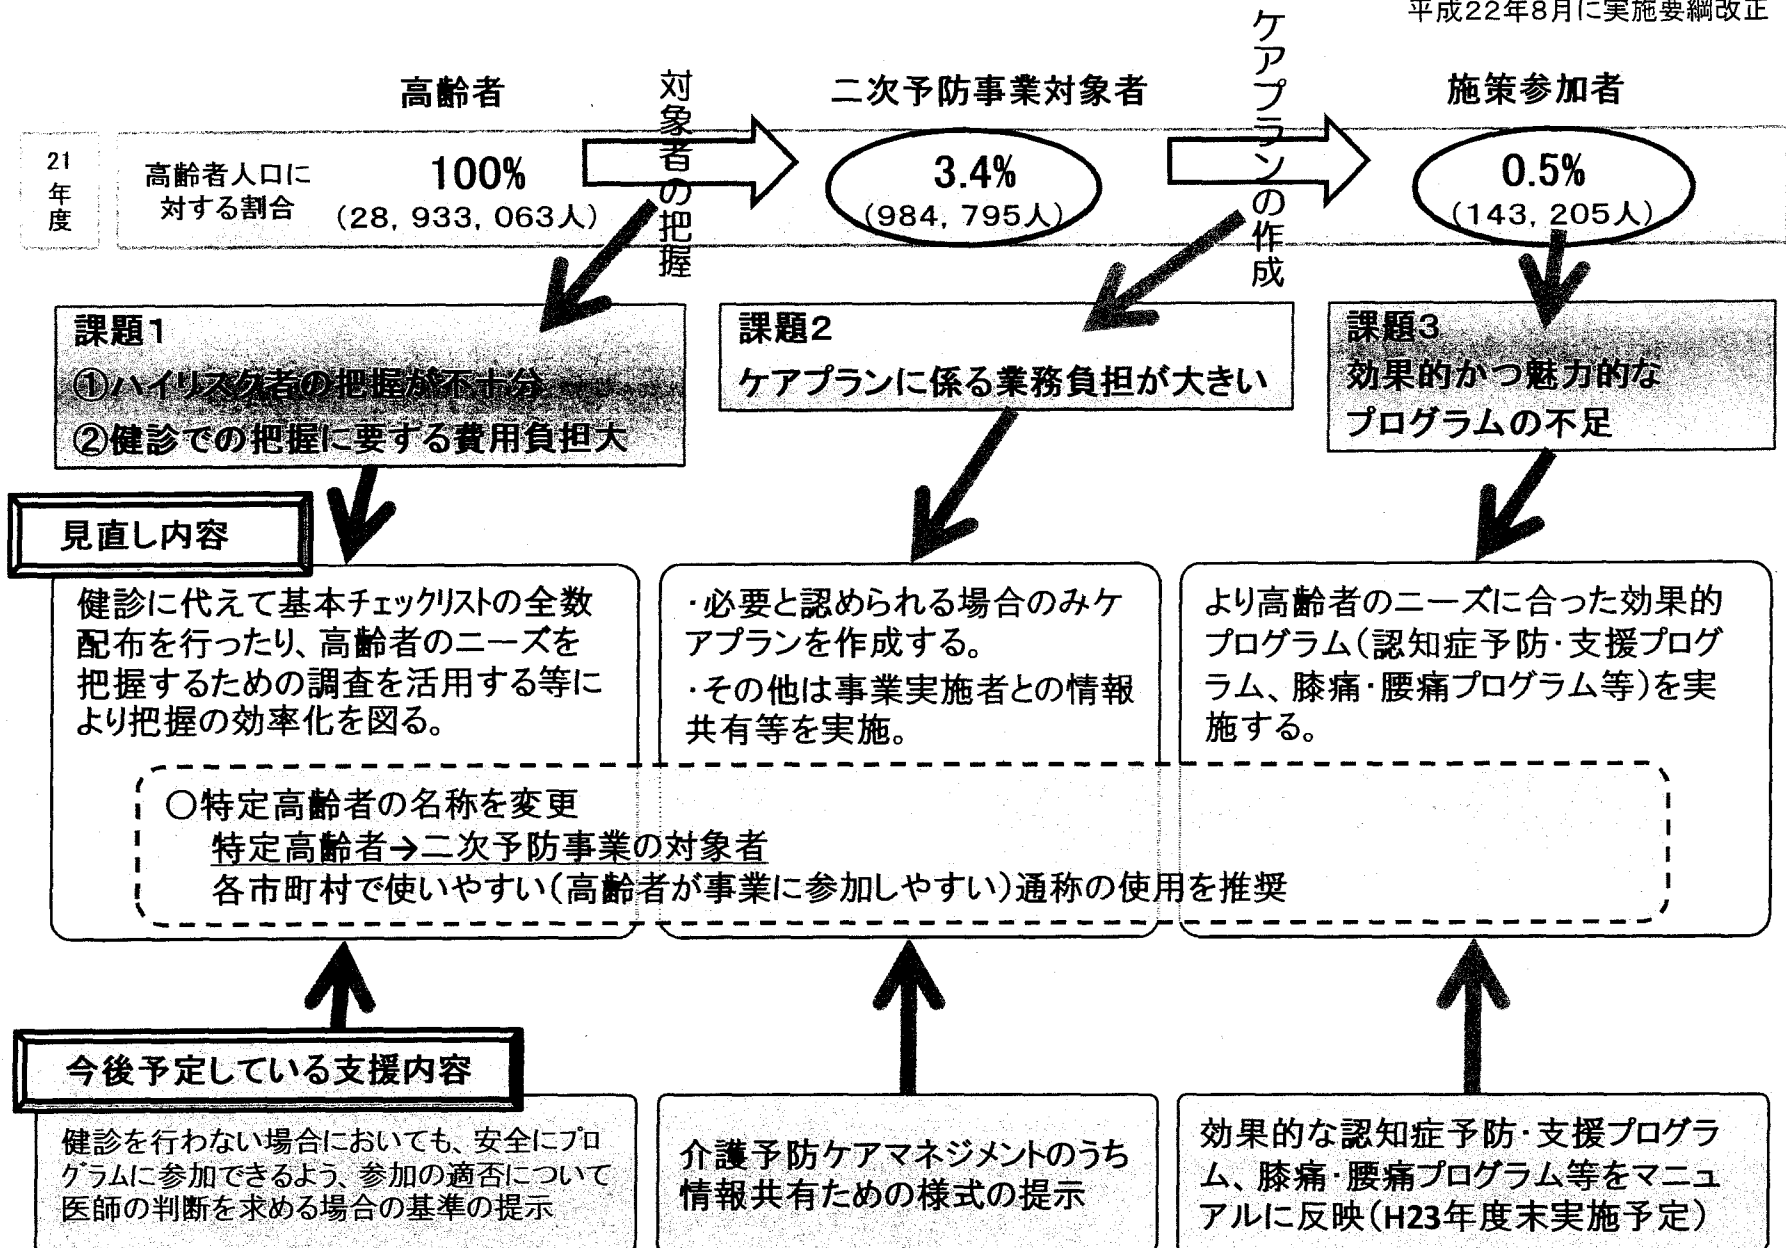 平成22年8月に実施要綱改正
高齢者
対象者の把握
二次予防事業対象者
ケアプランの作成
施策参加者
21年度
高齢者人口に
対する割合
100%
(28, 933, 063人)
3.4%
(984, 795人)
0.5%
(143, 205人)
課題1
①ハイリスク者の把握が不十分
②健診での把握に要する費用負担大
課題2
ケアプランに係る業務負担が大きい
課題3
効果的かつ魅力的な
プログラムの不足
見直し内容
健診に代えて基本チェックリストの全数
配布を行ったり、高齢者のニーズを
把握するための調査を活用する等に
より把握の効率化を図る。
・必要と認められる場合のみケ
アプランを作成する。
・その他は事業実施者との情報
共有等を実施。
より高齢者のニーズに合った効果的
プログラム(認知症予防・支援プログ
ラム、膝痛・腰痛プログラム等)を実
施する。
○特定高齢者の名称を変更
特定高齢者→二次予防事業の対象者
各市町村で使いやすい(高齢者が事業に参加しやすい)通称の使用を推奨
今後予定している支援内容
健診を行わない場合においても、安全にプロ
グラムに参加できるよう、参加の適否について
医師の判断を求める場合の基準の提示
介護予防ケアマネジメントのうち
情報共有ための様式の提示
効果的な認知症予防・支援プログラ
ム、膝痛・腰痛プログラム等をマニュ
アルに反映(H23年度末実施予定)